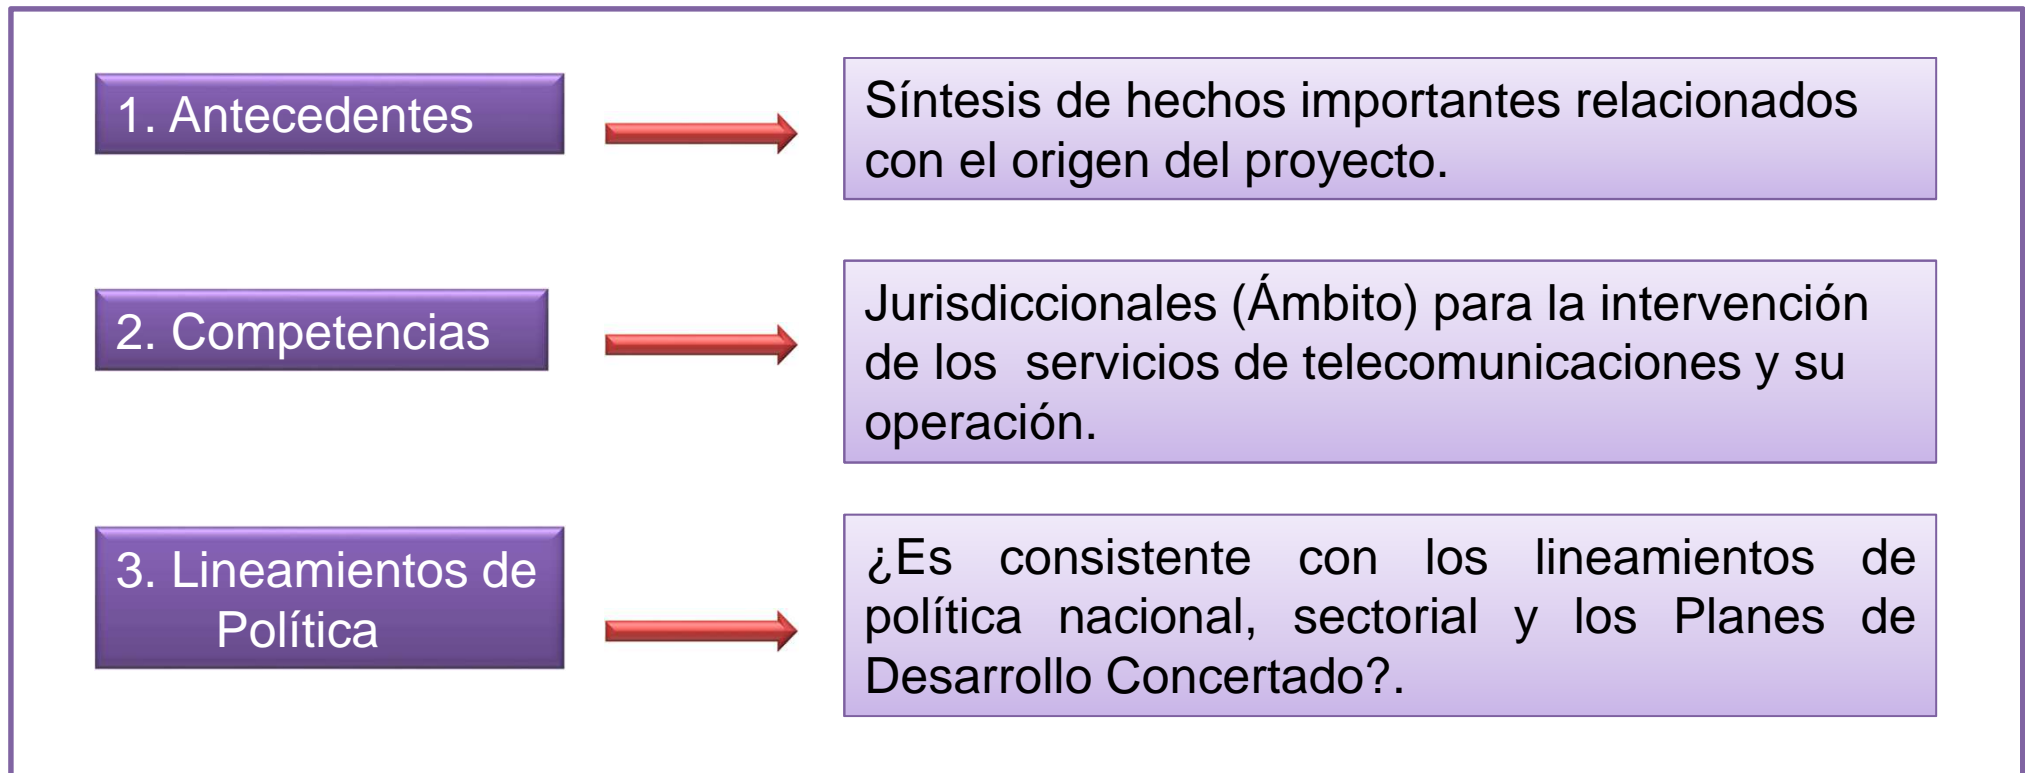 1. Antecedentes
Síntesis de hechos importantes relacionados
con el origen del proyecto.
2. Competencias
Jurisdiccionales (Ámbito) para la intervención
de los  servicios de telecomunicaciones y su
operación.
3. Lineamientos de
Política
¿Es consistente con los lineamientos de
política nacional, sectorial y los Planes de
Desarrollo Concertado?.